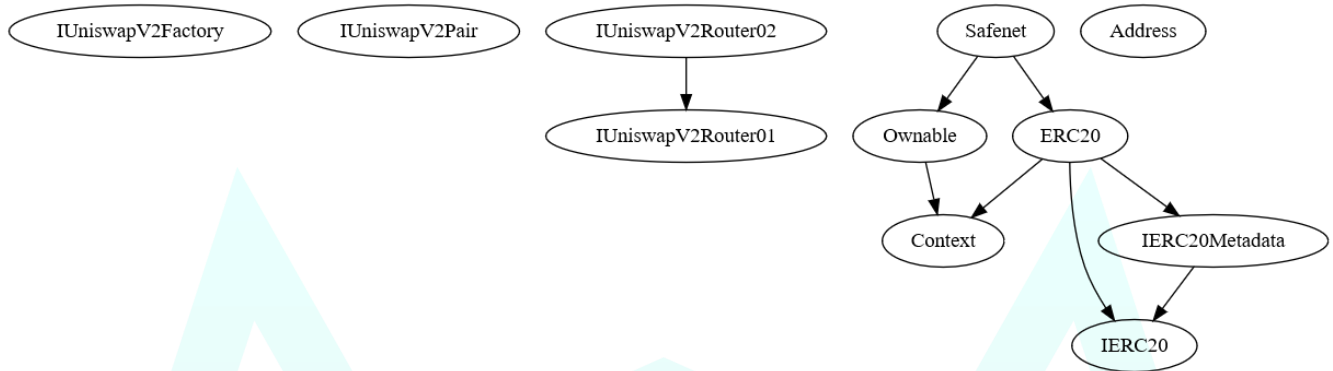 IUniswapV2Factory
IUniswapV2Pair
IUniswapV2Router02
Safenet
Address
IUniswapV2Router01
Ownable
ERC20
Context
IERC20Metadata
IERC20